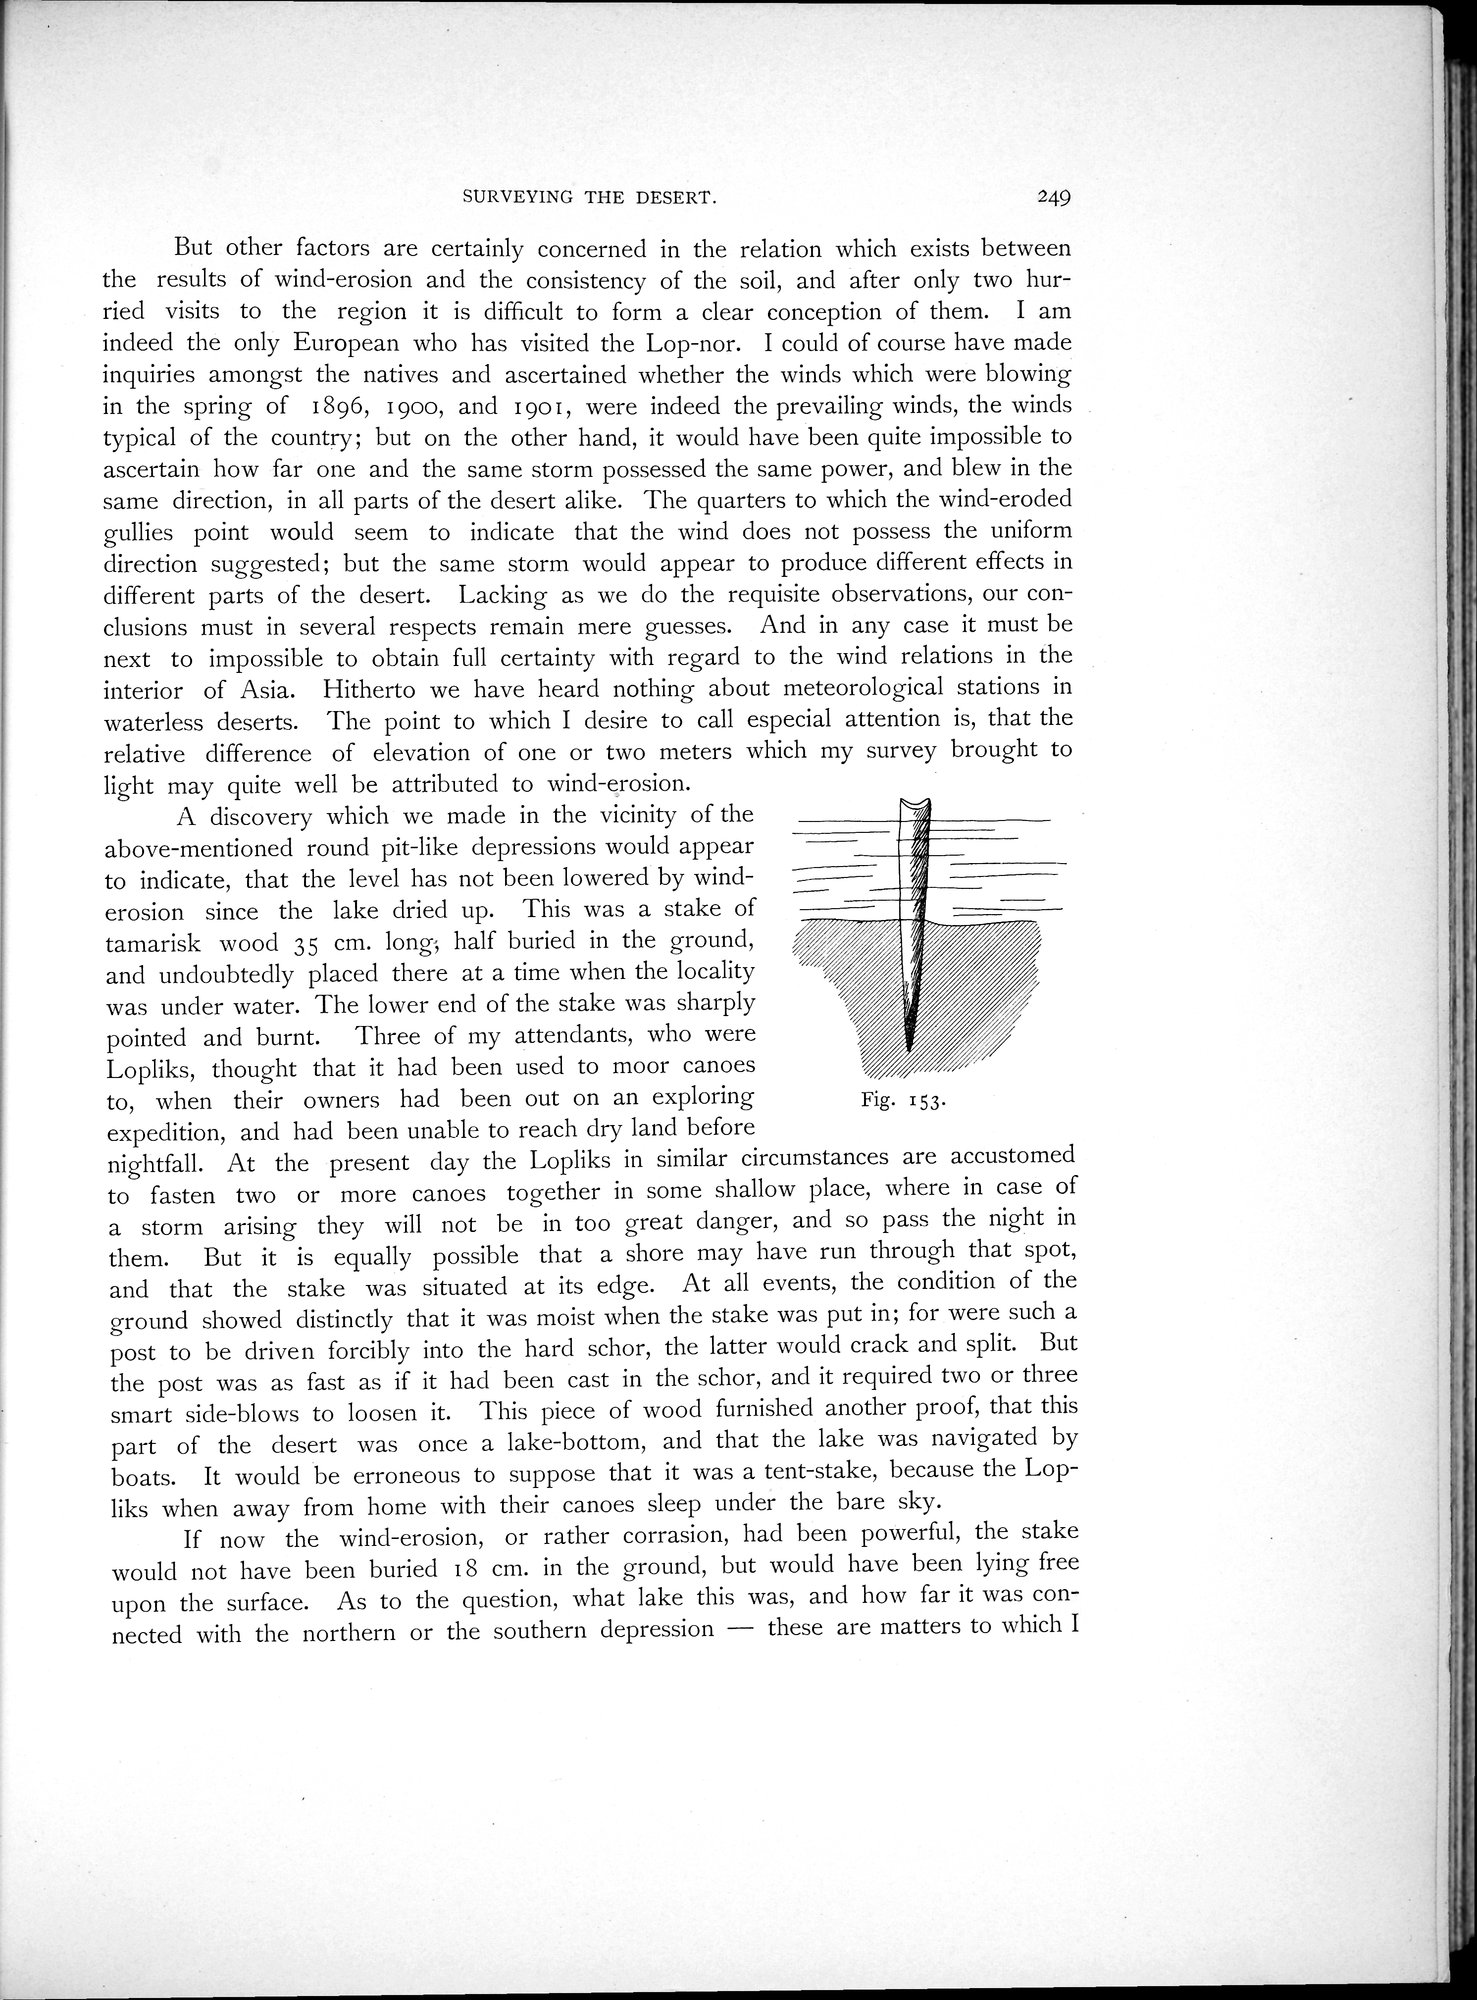 SURVEYING THE DESERT. 249
But other factors are certainly concerned in the relation which exists between
the results of wind-erosion and the consistency of the soil, and after only two hur-
ried visits to the region it is difficult to form a clear conception of them. I am
indeed the only European who has visited the Lop-nor. I could of course have made
inquiries amongst the natives and ascertained whether the winds which were blowing
in the spring of 1896, 1900, and 1901, were indeed the prevailing winds, the winds
typical of the country; but on the other hand, it would have been quite impossible to
ascertain how far one and the same storm possessed the same power, and blew in the
same direction, in all parts of the desert alike. The quarters to which the wind-eroded
gullies point would seem to indicate that the wind does not possess the uniform
direction suggested; but the same storm would appear to produce different effects in
different parts of the desert. Lacking as we do the requisite observations, our con-
clusions must in several respects remain mere guesses. And in any case it must be
next to impossible to obtain full certainty with regard to the wind relations in the
interior of Asia. Hitherto we have heard nothing about meteorological stations in
waterless deserts. The point to which I desire to call especial attention is, that the
relative difference of elevation of one or two meters which my survey brought to
light may quite well be attributed to wind-erosion.
A discovery which we made in the vicinity of the
above-mentioned round pit-like depressions would appear
to indicate, that the level has not been lowered by wind-
erosion since the lake dried up. This was a stake of
tamarisk wood 35 cm. long, half buried in the ground,
and undoubtedly placed there at a time when the locality
was under water. The lower end of the stake was sharply
pointed and burnt. Three of my attendants, who were
Lopliks, thought that it had been used to moor canoes
to, when their owners had been out on an exploring
expedition, and had been unable to reach dry land before
Fig. 153.
nightfall. At the present day the Lopliks in similar circumstances are accustomed
to fasten two or more canoes together in some shallow place, where in case of
a storm arising they will not be in too great danger, and so pass the night in
them. But it is equally possible that a shore may have run through that spot,
and that the stake was situated at its edge. At all events, the condition of the
ground showed distinctly that it was moist when the stake was put in; for were such a
post to be driven forcibly into the hard schor, the latter would crack and split. But
the post was as fast as if it had been cast in the schor, and it required two or three
smart side-blows to loosen it. This piece of wood furnished another proof, that this
part of the desert was once a lake-bottom, and that the lake was navigated by
boats. It would be erroneous to suppose that it was a tent-stake, because the Lop-
liks when away from home with their canoes sleep under the bare sky.
If now the wind-erosion, or rather corrasion, had been powerful, the stake
would not have been buried 18 cm. in the ground, but would have been lying free
upon the surface. As to the question, what lake this was, and how far it was con-
nected with the northern or the southern depression — these are matters to which I